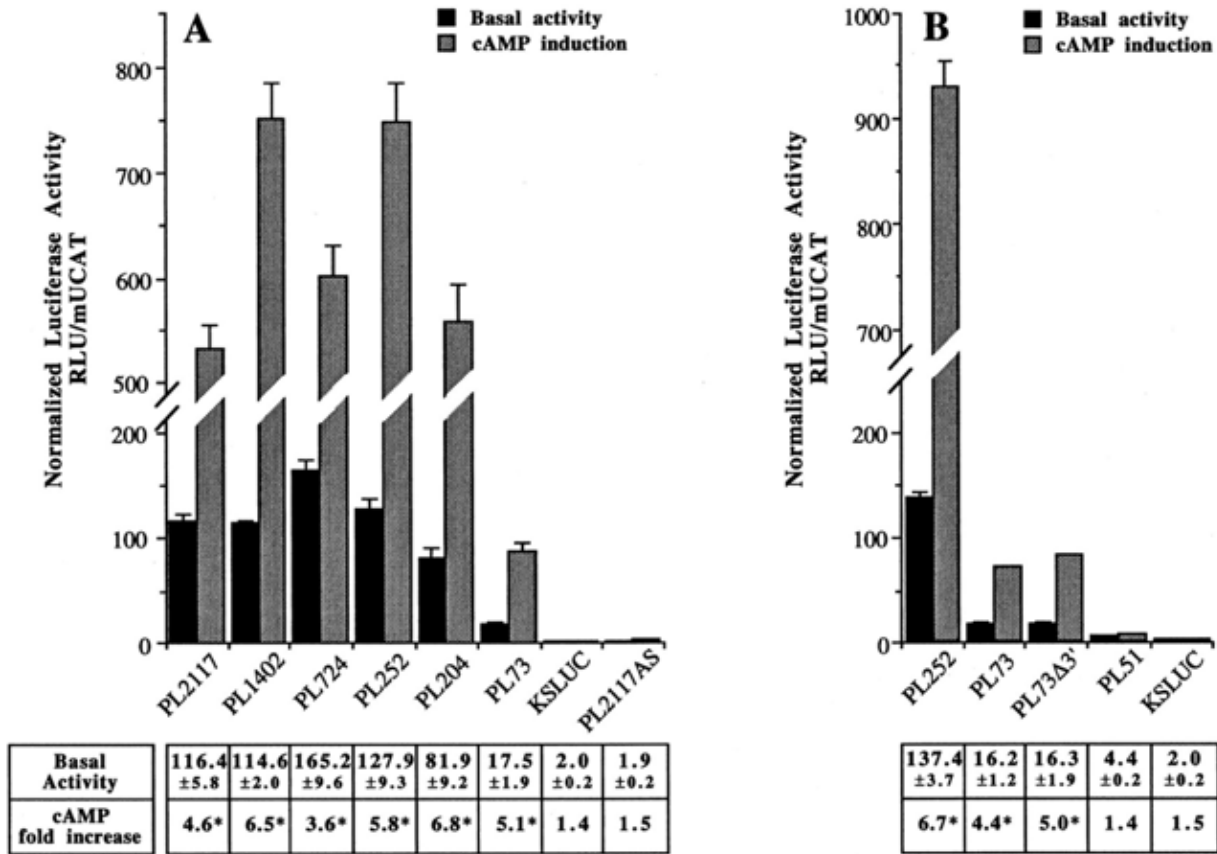 A
Basal activity
cAMP induction
Normalized Luciferase Activity
RLU/mUCAT
800
700
600
500
200
100
0
PL2117
PL1402
PL724
PL252
PL204
PL73
KSLUC
PL2117AS
Basal Activity 116.4 ±5.8 114.6 ±2.0 165.2 ±9.6 127.9 ±9.3 81.9 ±9.2 17.5 ±1.9 2.0 ±0.2 1.9 ±0.2
cAMP fold increase 4.6* 6.5* 3.6* 5.8* 6.8* 5.1* 1.4 1.5
B
Basal activity
cAMP induction
Normalized Luciferase Activity
RLU/mUCAT
1000
900
800
700
200
100
0
PL252
PL73
PL73Δ3'
PL51
KSLUC
137.4 ±3.7 16.2 ±1.2 16.3 ±1.9 4.4 ±0.2 2.0 ±0.2
6.7* 4.4* 5.0* 1.4 1.5